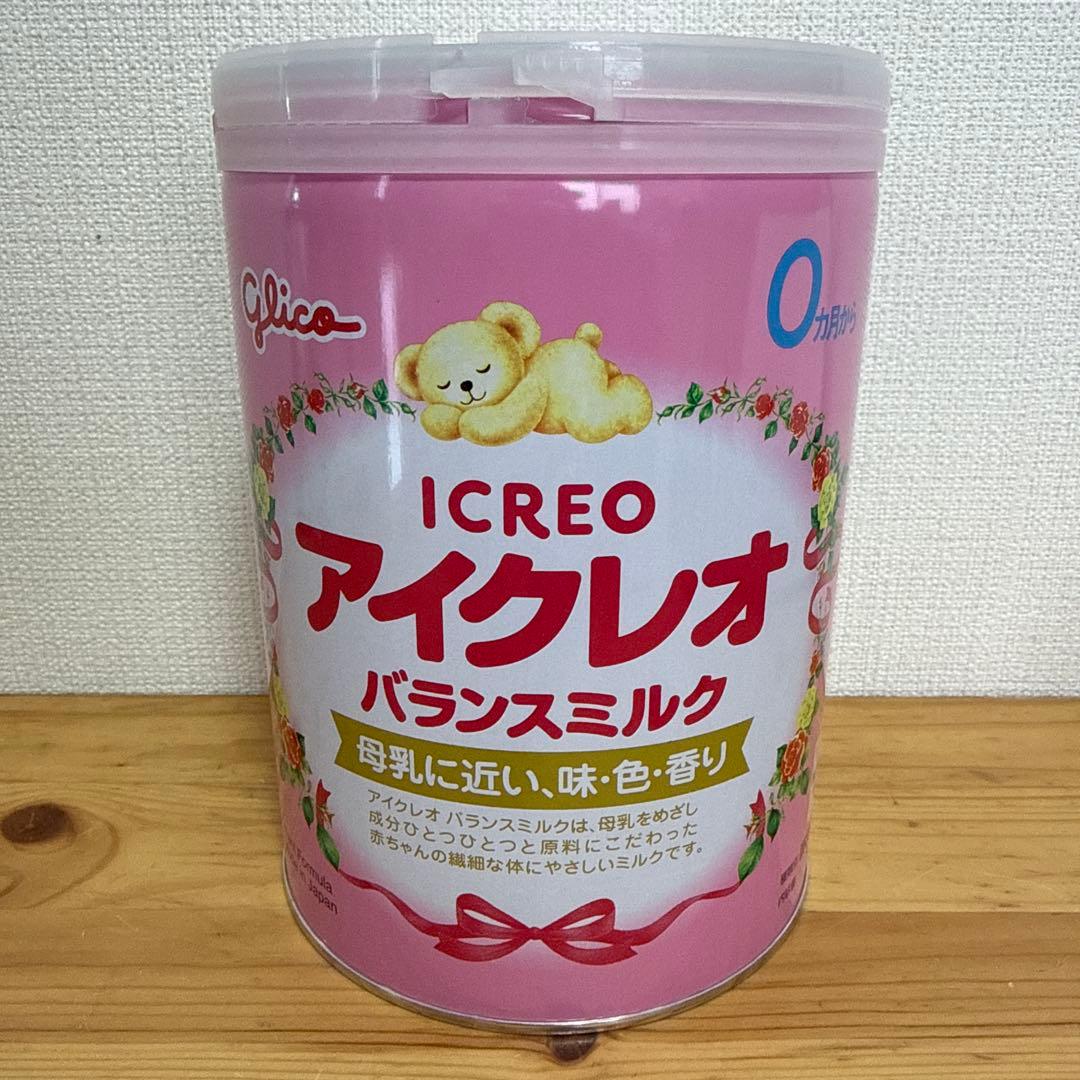 Glico
0ヵ月から
ICREO
アイクレオ
バランスミルク
母乳に近い、味・色・香り
アイクレオ バランスミルクは、母乳をめざし
成分ひとつひとつと原料にこだわった
赤ちゃんの繊細な体にやさしいミルクです。
Formula
in Japan